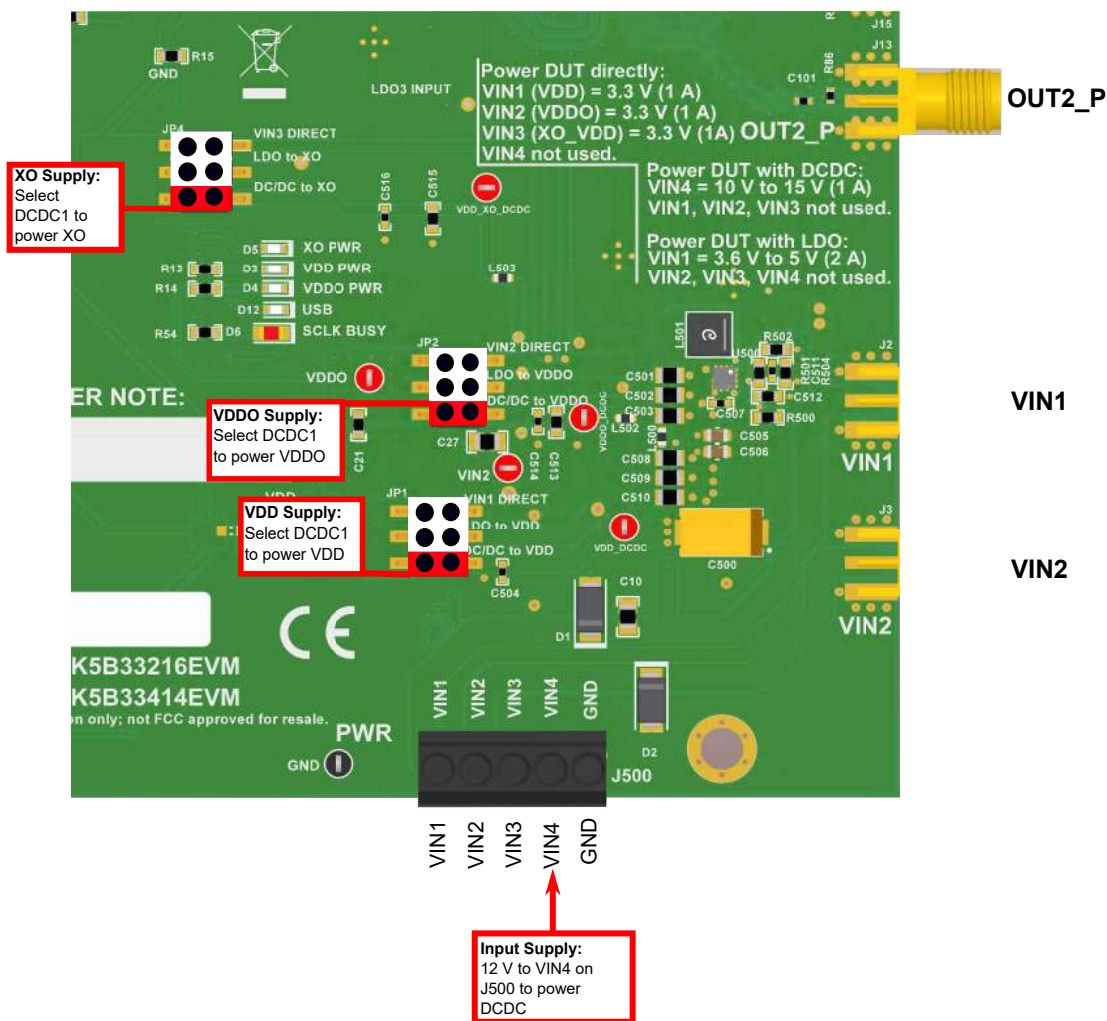 J15
R15
GND
LDO3 INPUT
Power DUT directly:
VIN1 (VDD) = 3.3 V (1 A)
VIN2 (VDDO) = 3.3 V (1 A)
VIN3 (XO_VDD) = 3.3 V (1A)
VIN4 not used.
C101
R86
J13
OUT2_P
OUT2_P
Power DUT with DCDC:
VIN4 = 10 V to 15 V (1 A)
VIN1, VIN2, VIN3 not used.
Power DUT with LDO:
VIN1 = 3.6 V to 5 V (2 A)
VIN2, VIN3, VIN4 not used.
JP4
VIN3 DIRECT
LDO to XO
DC/DC to XO
XO Supply:
Select
DCDC1 to
power XO
C516
C515
VDD_XO_DCDC
L503
D5
XO PWR
R13
D3
VDD PWR
R14
D4
VDDO PWR
D12
USB
R54
D6
SCLK BUSY
JP2
VIN2 DIRECT
LDO to VDDO
DC/DC to VDDO
VDDO
ER NOTE:
VDDO Supply:
Select DCDC1
to power VDDO
C21
C27
VIN2
C514
C513
VDDO_DCDC
L502
L500
L501
U500
R502
R501
C511
R504
C501
C502
C503
C507
C512
R500
C505
C506
C508
C509
C510
J2
VIN1
VIN1
VDD
JP1
VIN1 DIRECT
DO to VDD
DC/DC to VDD
VDD Supply:
Select DCDC1
to power VDD
C504
VDD_DCDC
C500
J3
VIN2
VIN2
C10
D1
D2
CE
K5B33216EVM
K5B33414EVM
on only; not FCC approved for resale.
PWR
GND
VIN1
VIN2
VIN3
VIN4
GND
J500
VIN1
VIN2
VIN3
VIN4
GND
Input Supply:
12 V to VIN4 on
J500 to power
DCDC